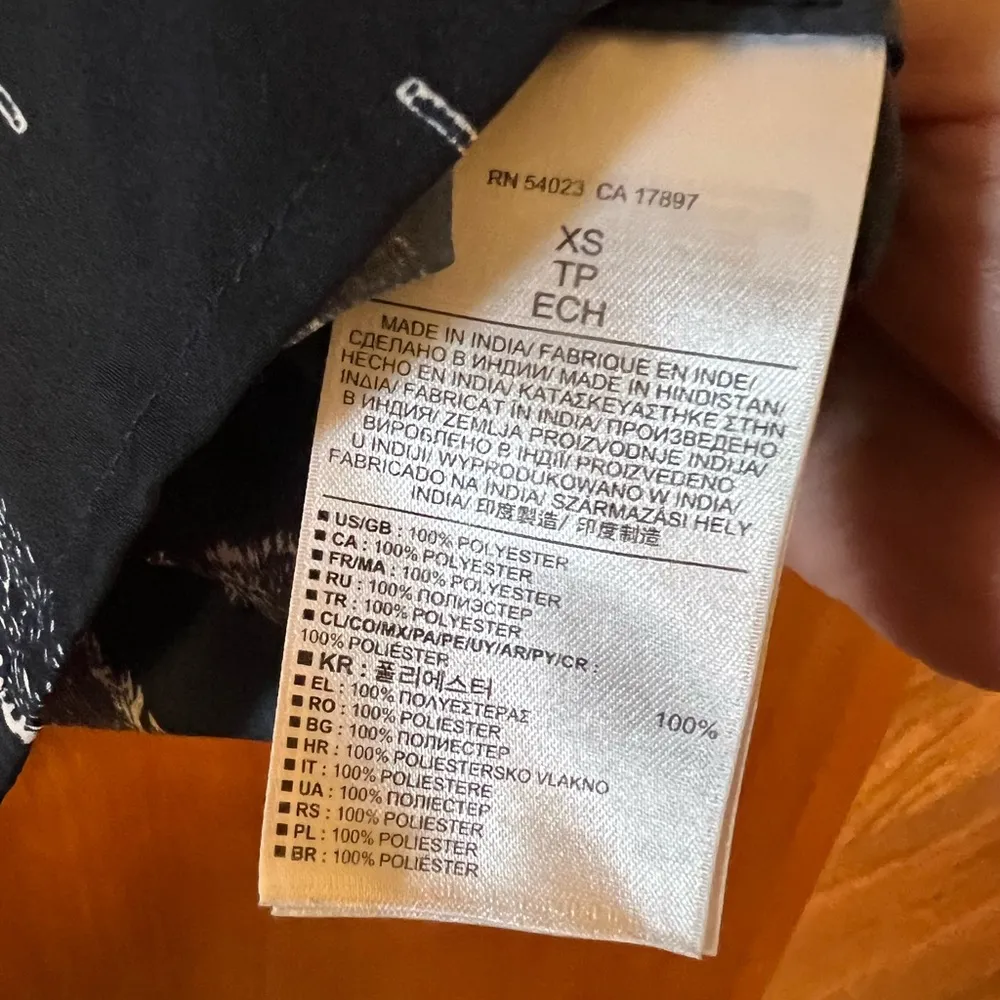 RN 54023 CA 17897
XS
TP
ECH
MADE IN INDIA/ FABRIQUE EN INDE/
СДЕЛАНО В ИНДИИ/ MADE IN HINDISTAN/
HECHO EN INDIA/ ΚΑΤΑΣΚΕΥΑΣΤΗΚΕ ΣΤΗΝ
ΙΝΔΙΑ/ FABRICAT IN INDIA/ ПРОИЗВЕДЕНО
В ИНДИЯ/ ZEMLJA PROIZVODNJE INDIJA/
ВИРОБЛЕНО В ІНДІЇ/ PROIZVEDENO
U INDIJI/ WYPRODUKOWANO W INDIA/
FABRICADO NA INDIA/ SZÁRMAZÁSI HELY
INDIA/ 印度製造/ 印度制造
■ US/GB : 100% POLYESTER
■ CA : 100% POLYESTER
■ FR/MA : 100% POLYESTER
■ RU : 100% ПОЛИЭСТЕР
■ TR : 100% POLYESTER
■ CL/CO/MX/PA/PE/UY/AR/PY/CR :
100% POLIÉSTER
■ KR : 폴리에스터 100%
■ EL : 100% ΠΟΛΥΕΣΤΕΡΑΣ
■ RO : 100% POLIESTER
■ BG : 100% ПОЛИЕСТЕР
■ HR : 100% POLIESTERSKO VLAKNO
■ IT : 100% POLIESTERE
■ UA : 100% ПОЛІЕСТЕР
■ RS : 100% POLIESTER
■ PL : 100% POLIESTER
■ BR : 100% POLIÉSTER